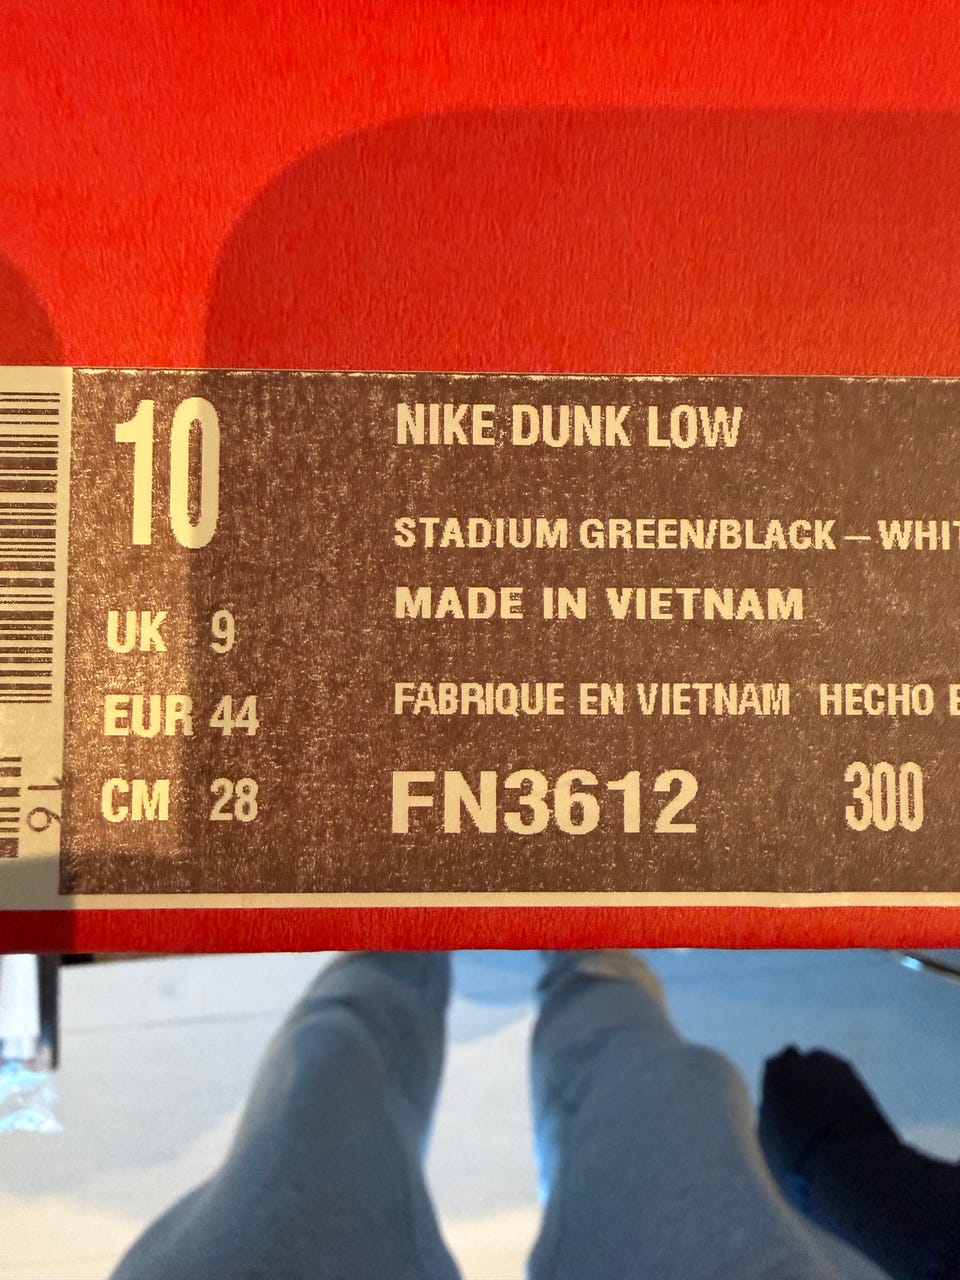 10
NIKE DUNK LOW
STADIUM GREEN/BLACK – WHIT
MADE IN VIETNAM
UK 9
FABRIQUE EN VIETNAM HECHO E
EUR 44
CM 28
FN3612 300
16